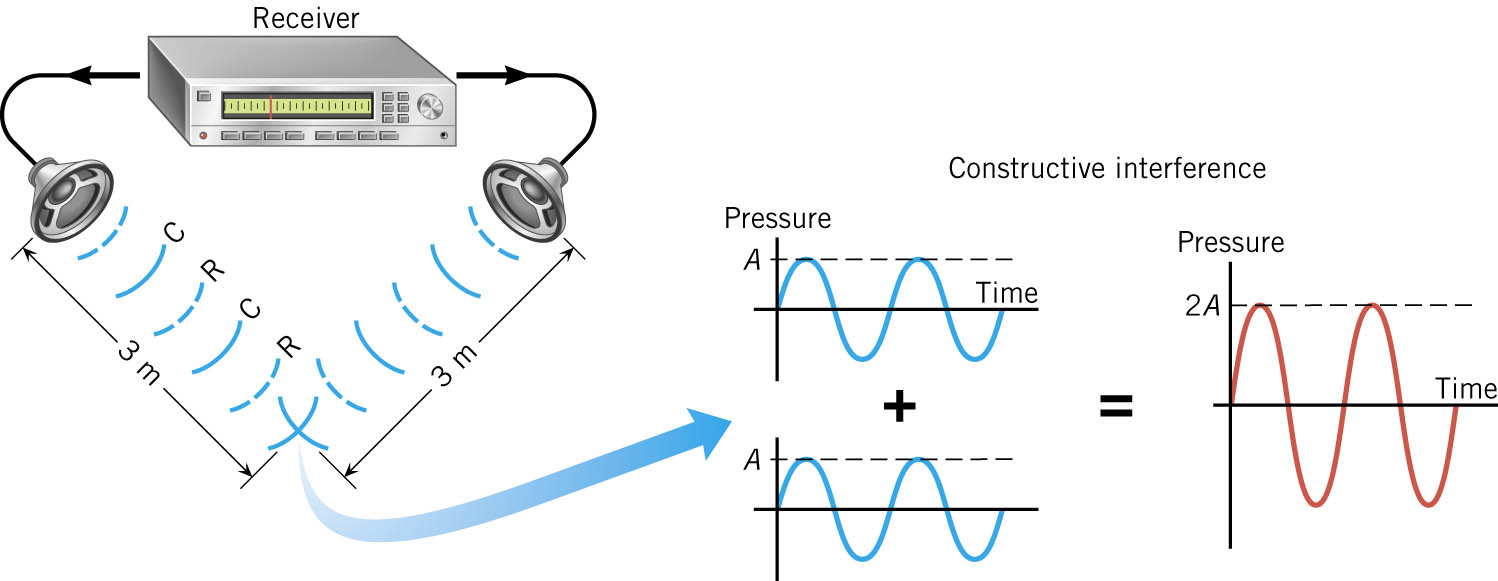 Receiver
C
R
C
R
3 m
3 m
Constructive interference
Pressure
A
Time
+
A
=
Pressure
2A
Time